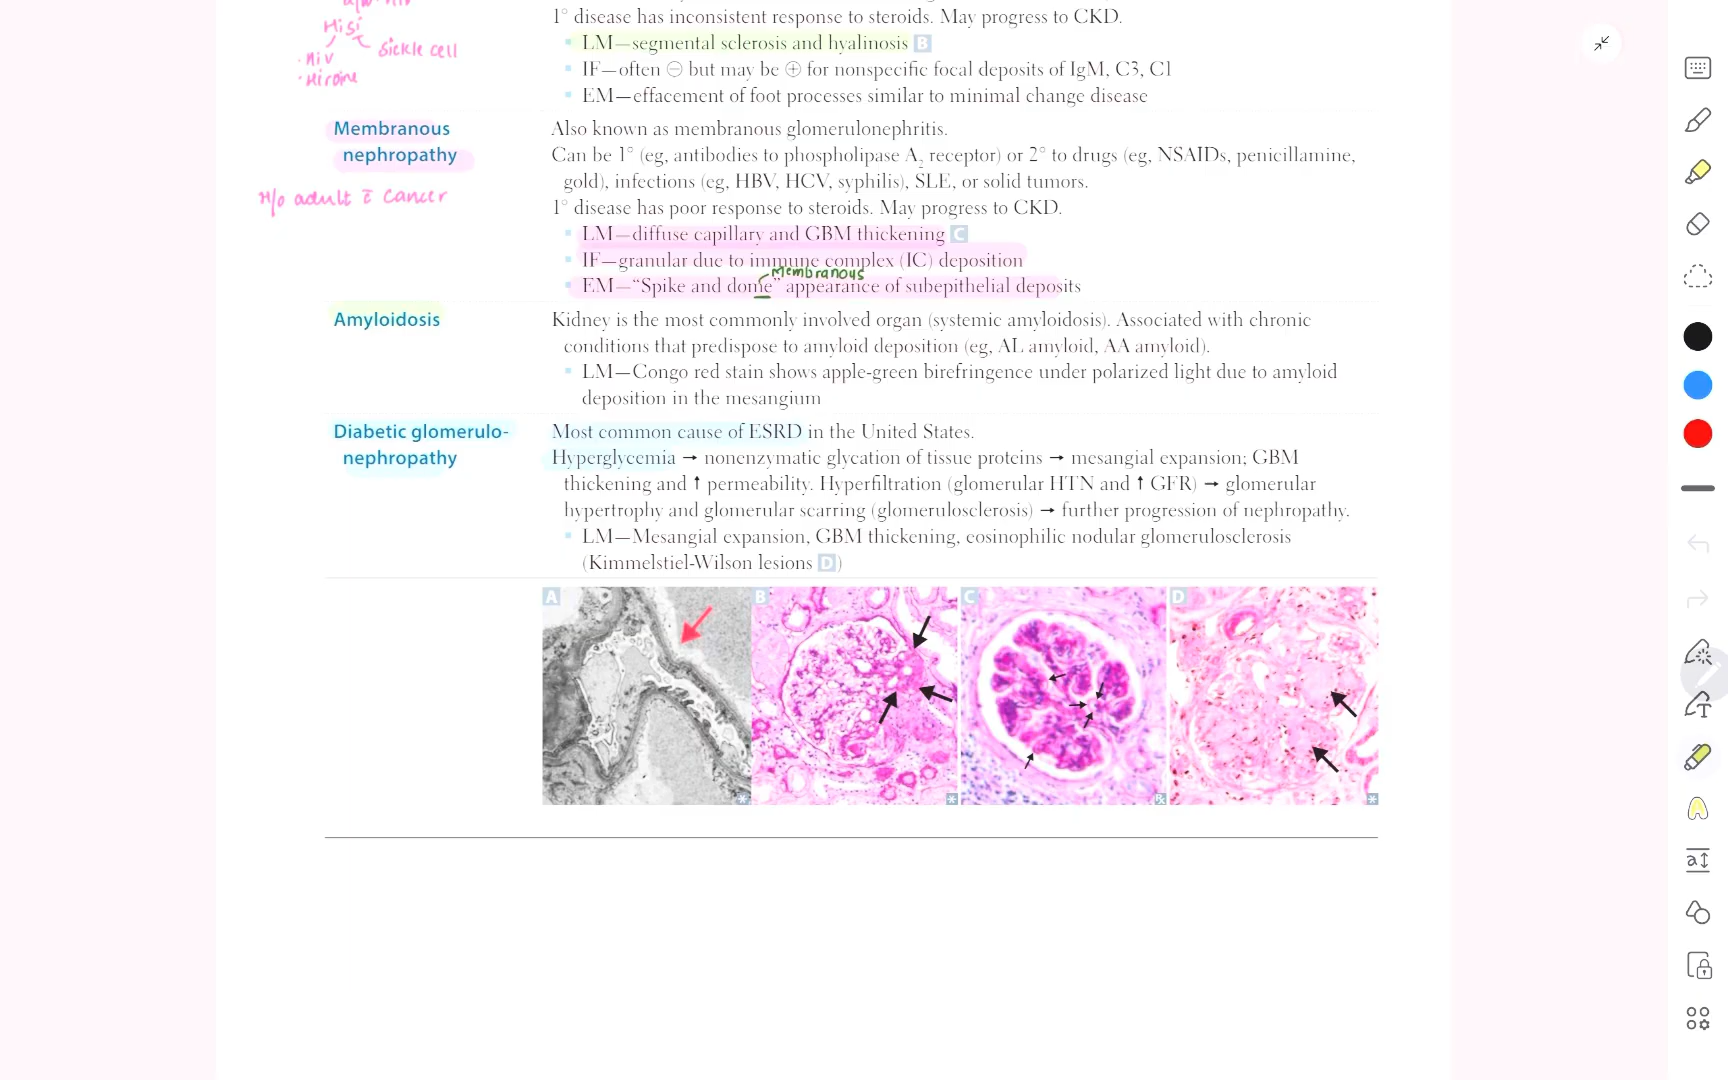 1° disease has inconsistent response to steroids. May progress to CKD.
Hisi
Sickle cell
LM—segmental sclerosis and hyalinosis B
· HIV
IF—often ⊖ but may be ⊕ for nonspecific focal deposits of IgM, C3, C1
· Heroine
EM—effacement of foot processes similar to minimal change disease
Membranous
nephropathy
H/o adult c̄ cancer
Also known as membranous glomerulonephritis.
Can be 1° (eg, antibodies to phospholipase A2 receptor) or 2° to drugs (eg, NSAIDs, penicillamine,
gold), infections (eg, HBV, HCV, syphilis), SLE, or solid tumors.
1° disease has poor response to steroids. May progress to CKD.
LM—diffuse capillary and GBM thickening C
IF—granular due to immune complex (IC) deposition
Membranous
EM—“Spike and dome” appearance of subepithelial deposits
Amyloidosis
Kidney is the most commonly involved organ (systemic amyloidosis). Associated with chronic
conditions that predispose to amyloid deposition (eg, AL amyloid, AA amyloid).
LM—Congo red stain shows apple-green birefringence under polarized light due to amyloid
deposition in the mesangium
Diabetic glomerulo-
nephropathy
Most common cause of ESRD in the United States.
Hyperglycemia → nonenzymatic glycation of tissue proteins → mesangial expansion; GBM
thickening and ↑ permeability. Hyperfiltration (glomerular HTN and ↑ GFR) → glomerular
hypertrophy and glomerular scarring (glomerulosclerosis) → further progression of nephropathy.
LM—Mesangial expansion, GBM thickening, eosinophilic nodular glomerulosclerosis
(Kimmelstiel-Wilson lesions D)
A B C D